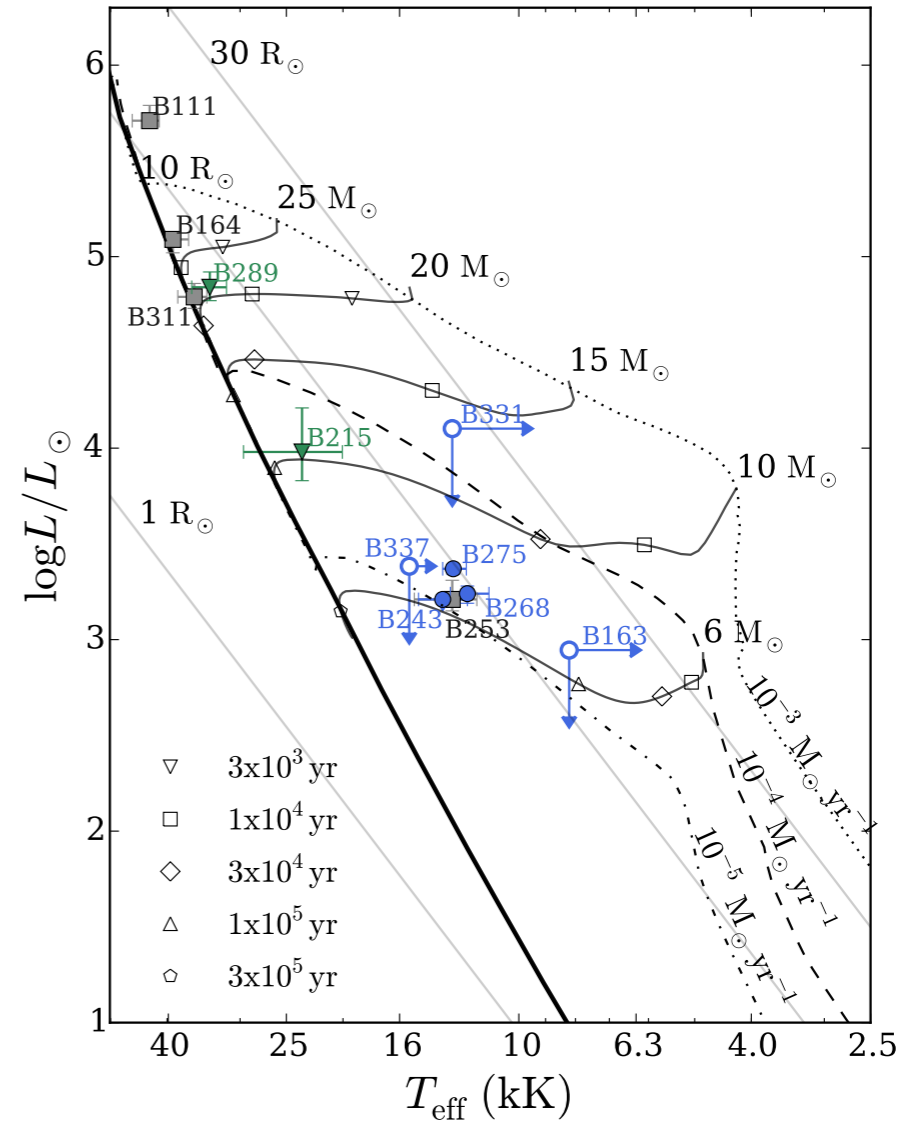 30 R⊙
6
B111
10 R⊙
25 M⊙
B164
5
B289
20 M⊙
B311
15 M⊙
B331
B215
4
10 M⊙
1 R⊙
B337
B275
B243
B268
B253
B163
6 M⊙
3
10⁻³ M⊙ yr⁻¹
10⁻⁴ M⊙ yr⁻¹
10⁻⁵ M⊙ yr⁻¹
3x10³ yr
1x10⁴ yr
3x10⁴ yr
1x10⁵ yr
3x10⁵ yr
2
1
logL/L⊙
40 25 16 10 6.3 4.0 2.5
T_eff (kK)